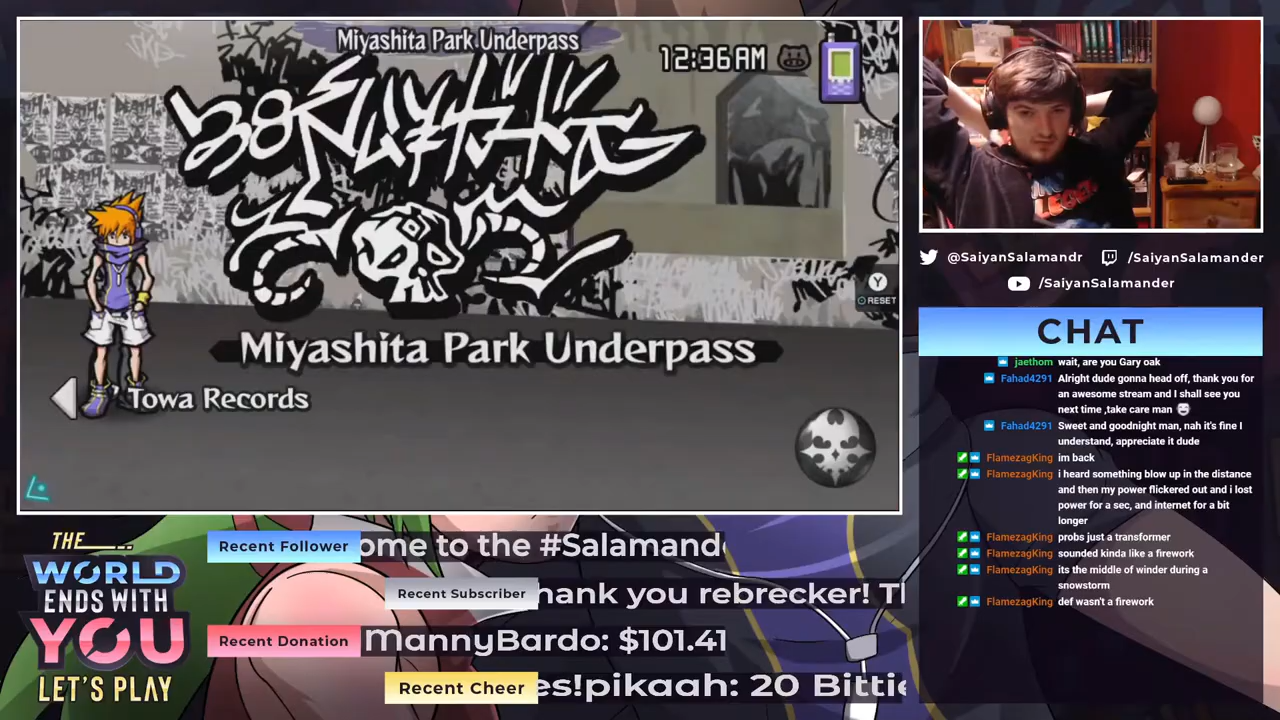 Miyashita Park Underpass
12:36AM
DEATH
Y
RESET
Miyashita Park Underpass
Towa Records
@SaiyanSalamandr
/SaiyanSalamander
/SaiyanSalamander
CHAT
jaethom wait, are you Gary oak
Fahad4291 Alright dude gonna head off, thank you for
an awesome stream and I shall see you
next time ,take care man
Fahad4291 Sweet and goodnight man, nah it's fine I
understand, appreciate it dude
FlamezagKing im back
FlamezagKing i heard something blow up in the distance
and then my power flickered out and i lost
power for a sec, and internet for a bit
longer
FlamezagKing probs just a transformer
FlamezagKing sounded kinda like a firework
FlamezagKing its the middle of winder during a
snowstorm
FlamezagKing def wasn't a firework
THE
WORLD
ENDS WITH
YOU
LET'S PLAY
Recent Follower ome to the #Salamand
Recent Subscriber hank you rebrecker! T
Recent Donation MannyBardo: $101.41
Recent Cheer es!pikaah: 20 Bittie